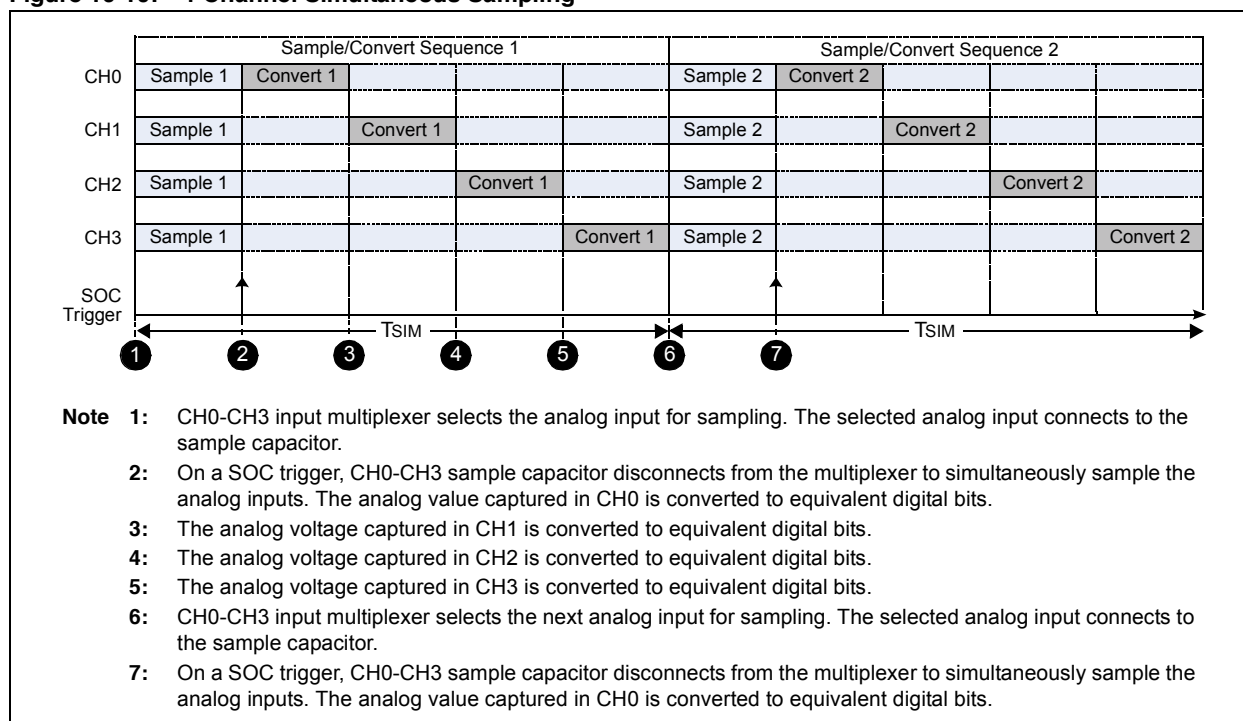 Figure Simultaneous Sampling
Sample/Convert Sequence 1 Sample/Convert Sequence 2
CH0 Sample 1 Convert 1 Sample 2 Convert 2
CH1 Sample 1 Convert 1 Sample 2 Convert 2
CH2 Sample 1 Convert 1 Sample 2 Convert 2
CH3 Sample 1 Convert 1 Sample 2 Convert 2
SOC
Trigger
TSIM TSIM
1 2 3 4 5 6 7
Note 1: CH0-CH3 input multiplexer selects the analog input for sampling. The selected analog input connects to the
sample capacitor.
2: On a SOC trigger, CH0-CH3 sample capacitor disconnects from the multiplexer to simultaneously sample the
analog inputs. The analog value captured in CH0 is converted to equivalent digital bits.
3: The analog voltage captured in CH1 is converted to equivalent digital bits.
4: The analog voltage captured in CH2 is converted to equivalent digital bits.
5: The analog voltage captured in CH3 is converted to equivalent digital bits.
6: CH0-CH3 input multiplexer selects the next analog input for sampling. The selected analog input connects to
the sample capacitor.
7: On a SOC trigger, CH0-CH3 sample capacitor disconnects from the multiplexer to simultaneously sample the
analog inputs. The analog value captured in CH0 is converted to equivalent digital bits.